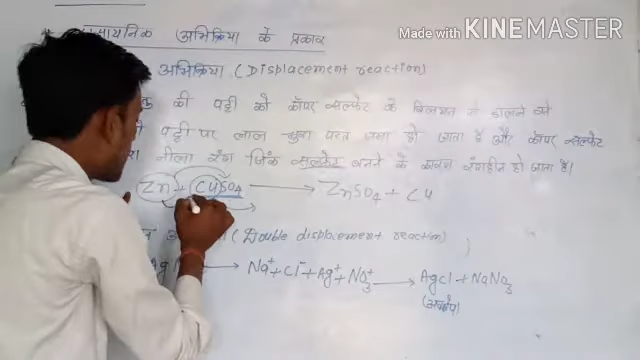 Made with KINEMASTER
रासायनिक अभिक्रिया के प्रकार
अभिक्रिया (Displacement reaction)
की पट्टी को कॉपर सल्फेट के विलयन में डालने
पट्टी पर लाल भूरा परत जमा हो जाता है और कॉपर सल्फेट
नीला रंग जिंक सल्फेट बनने के कारण रंगहीन हो जाता है।
Zn + CuSO4 → ZnSO4 + Cu
(Double displacement reaction)
Ag → Na+ + Cl- + Ag+ + NO3+ → AgCl + NaNO3
(अवक्षेप)